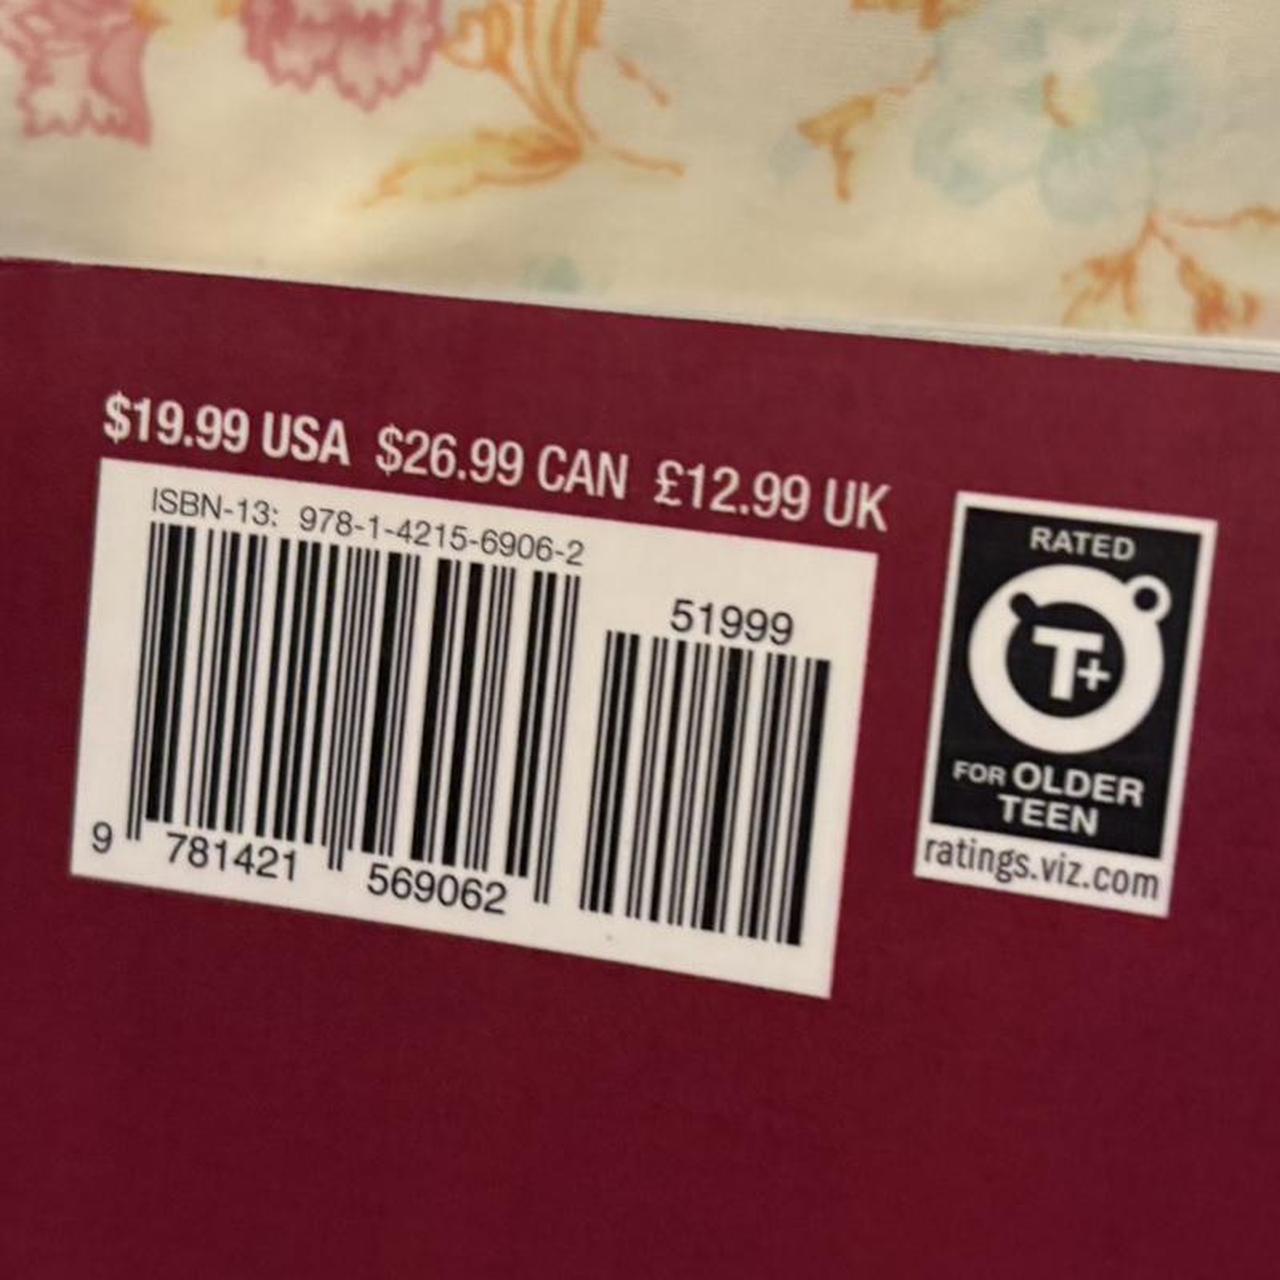 $19.99 USA $26.99 CAN £12.99 UK
ISBN-13: 978-1-4215-6906-2
51999
9 781421 569062
RATED
T+
FOR OLDER
TEEN
ratings.viz.com